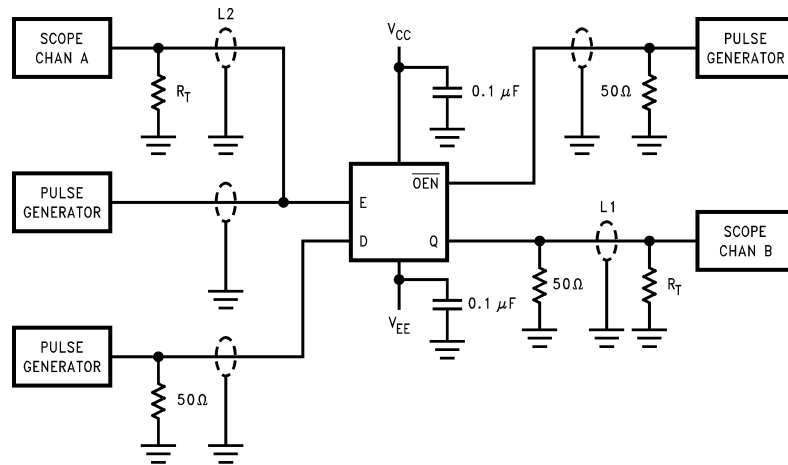 L2
SCOPE
CHAN A
R_T
V_CC
0.1 μF
50Ω
PULSE
GENERATOR
PULSE
GENERATOR
E
O̅E̅N̅
D
Q
L1
SCOPE
CHAN B
50Ω
R_T
0.1 μF
V_EE
PULSE
GENERATOR
50Ω